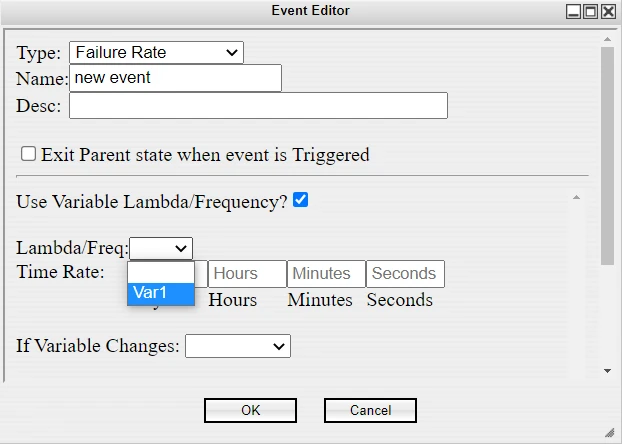 Event Editor
Type: Failure Rate
Name: new event
Desc:
Exit Parent state when event is Triggered
Use Variable Lambda/Frequency?
Lambda/Freq:
Time Rate: Hours Minutes Seconds
Var1
Hours Minutes Seconds
If Variable Changes:
OK Cancel